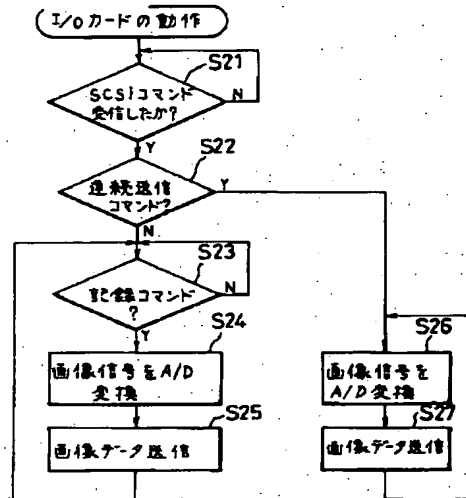 I/Oカードの動作
S21
SCSIコマンド
受信したか?
N
Y
S22
連続送信
コマンド?
Y
N
S23
記録コマンド
?
N
Y
S24
画像信号をA/D
変換
S25
画像データ送信
S26
画像信号を
A/D変換
S27
画像データ送信